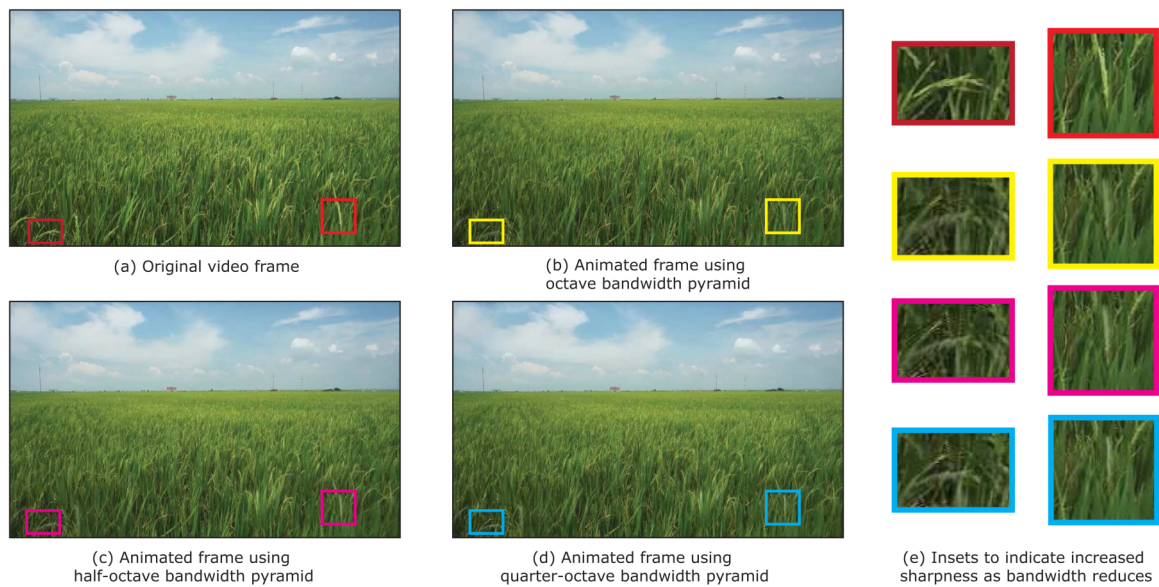 (a) Original video frame
(b) Animated frame using
octave bandwidth pyramid
(c) Animated frame using
half-octave bandwidth pyramid
(d) Animated frame using
quarter-octave bandwidth pyramid
(e) Insets to indicate increased
sharpness as bandwidth reduces